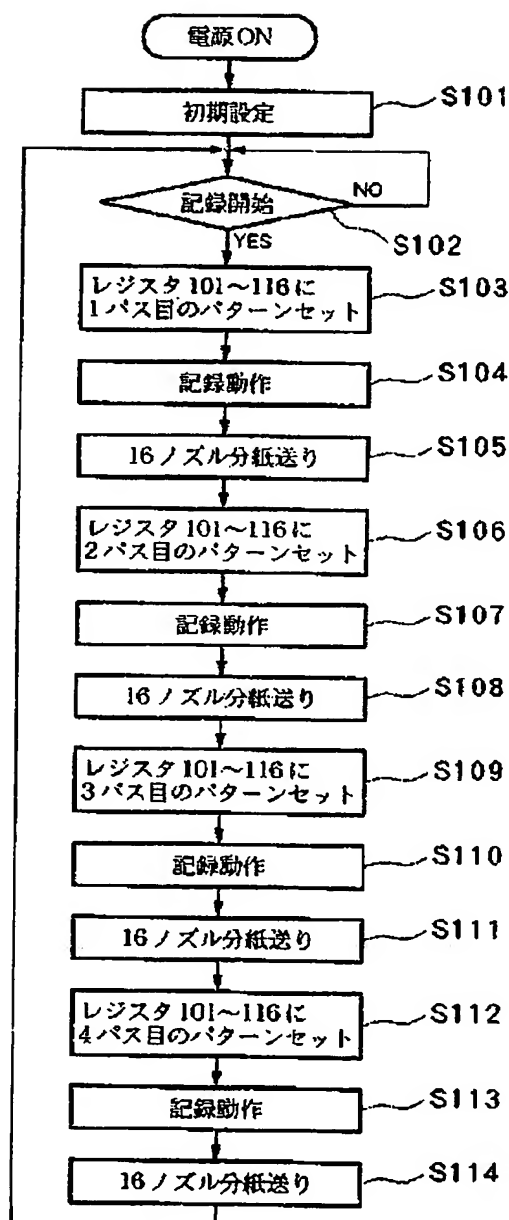 電源ON
初期設定
S101
記録開始
NO
S102
YES
レジスタ101~116に
1パス目のパターンセット
S103
記録動作
S104
16ノズル分紙送り
S105
レジスタ101~116に
2パス目のパターンセット
S106
記録動作
S107
16ノズル分紙送り
S108
レジスタ101~116に
3パス目のパターンセット
S109
記録動作
S110
16ノズル分紙送り
S111
レジスタ101~116に
4パス目のパターンセット
S112
記録動作
S113
16ノズル分紙送り
S114